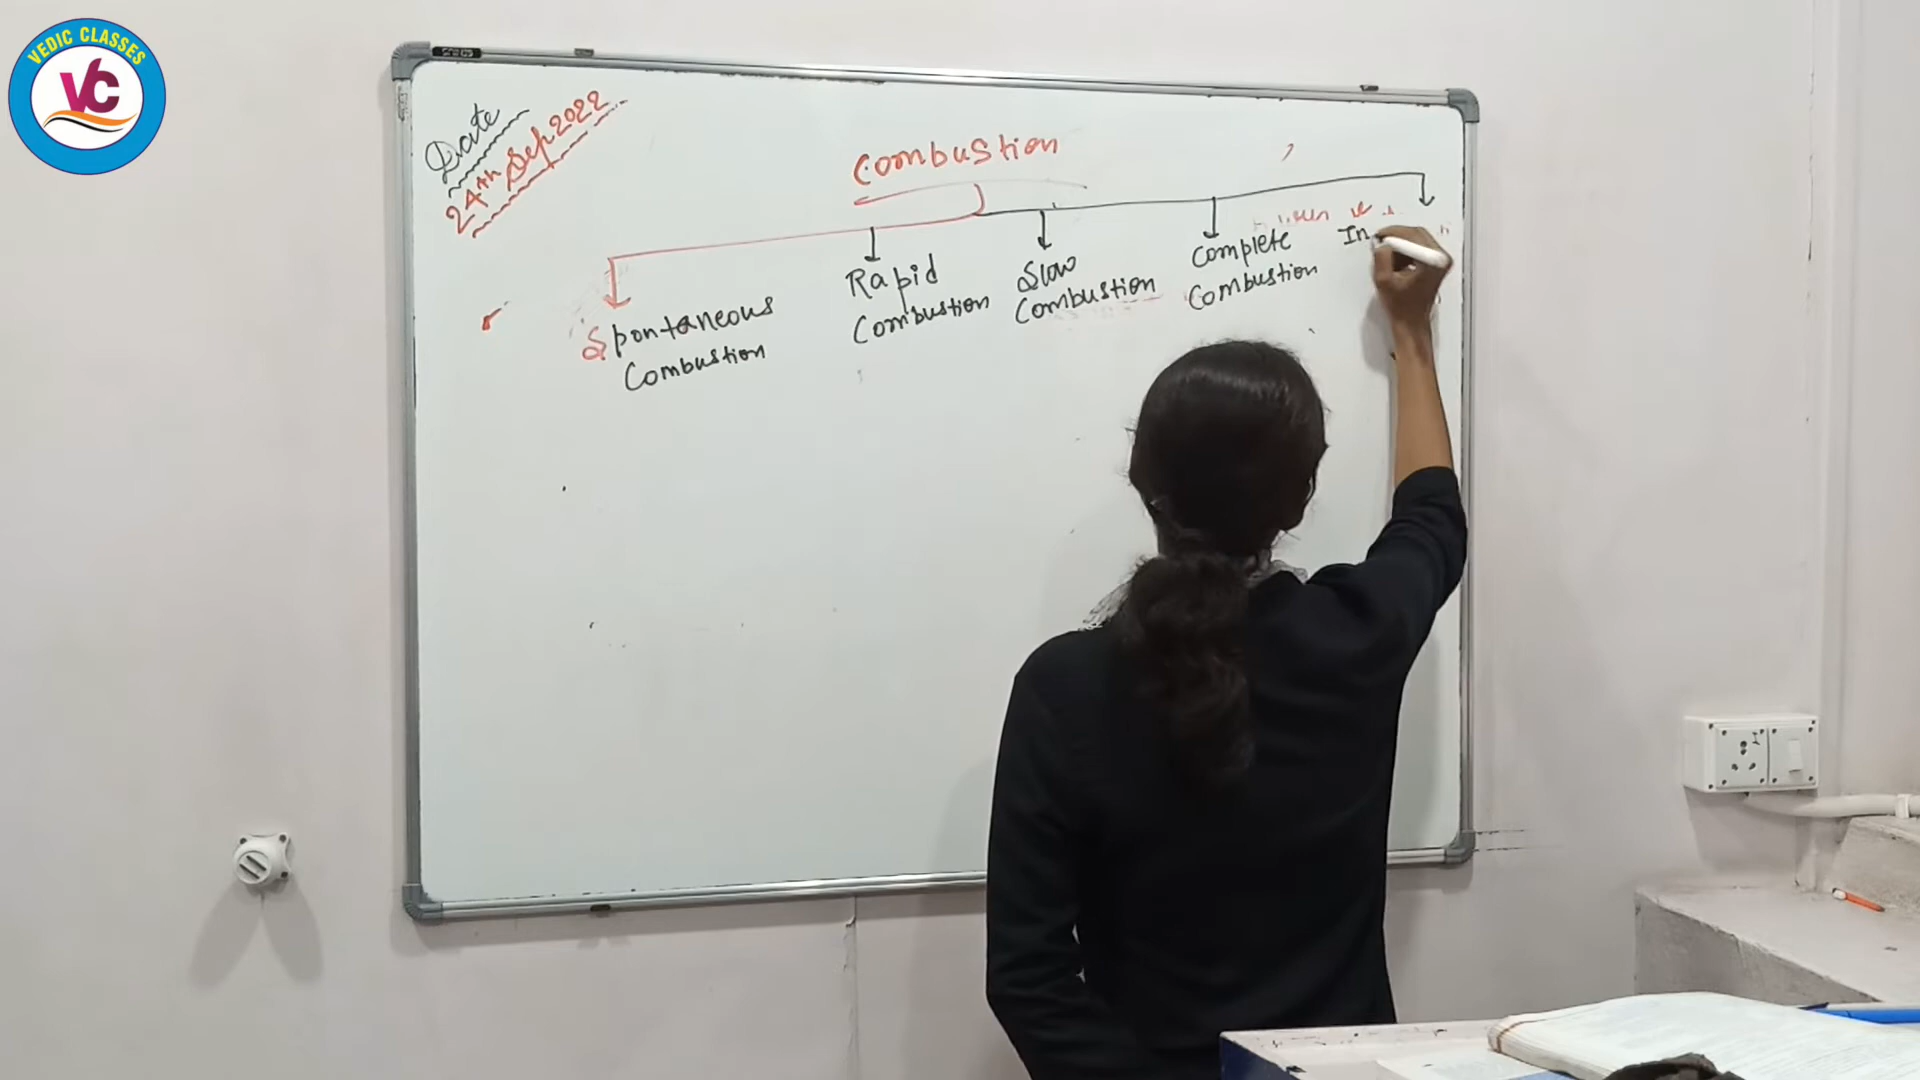 VEDIC CLASSES
VC
Date
24th Sep 2022
Combustion
Spontaneous
Combustion
Rapid
Combustion
Slow
Combustion
Complete
Combustion
In